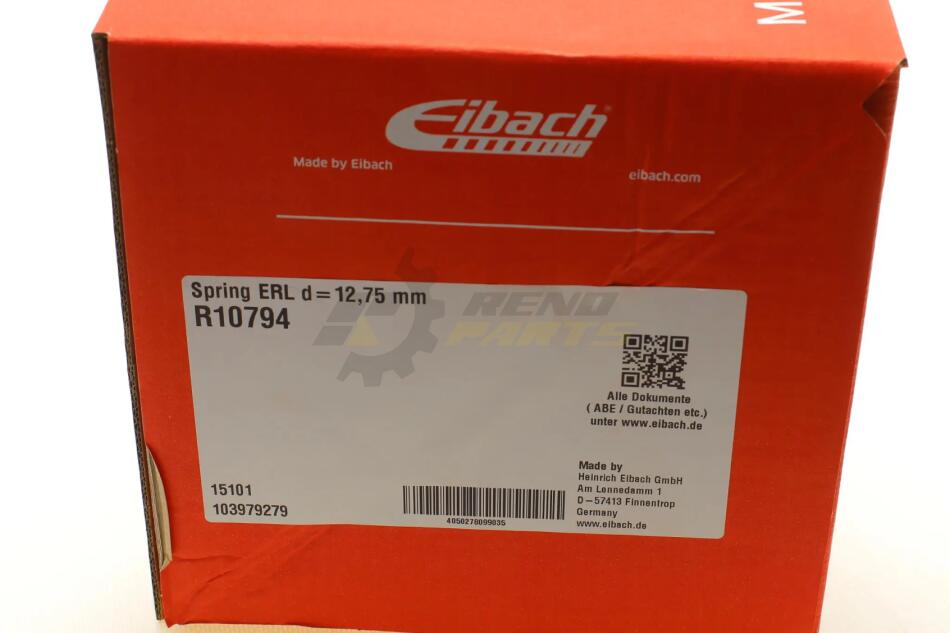 M
Eibach®
Made by Eibach
eibach.com
Spring ERL d=12,75 mm
R10794
RENO
PARTS
Alle Dokumente
( ABE / Gutachten etc.)
unter www.eibach.de
15101
103979279
4050278099035
Made by
Heinrich Eibach GmbH
Am Lennedamm 1
D-57413 Finnentrop
Germany
www.eibach.de